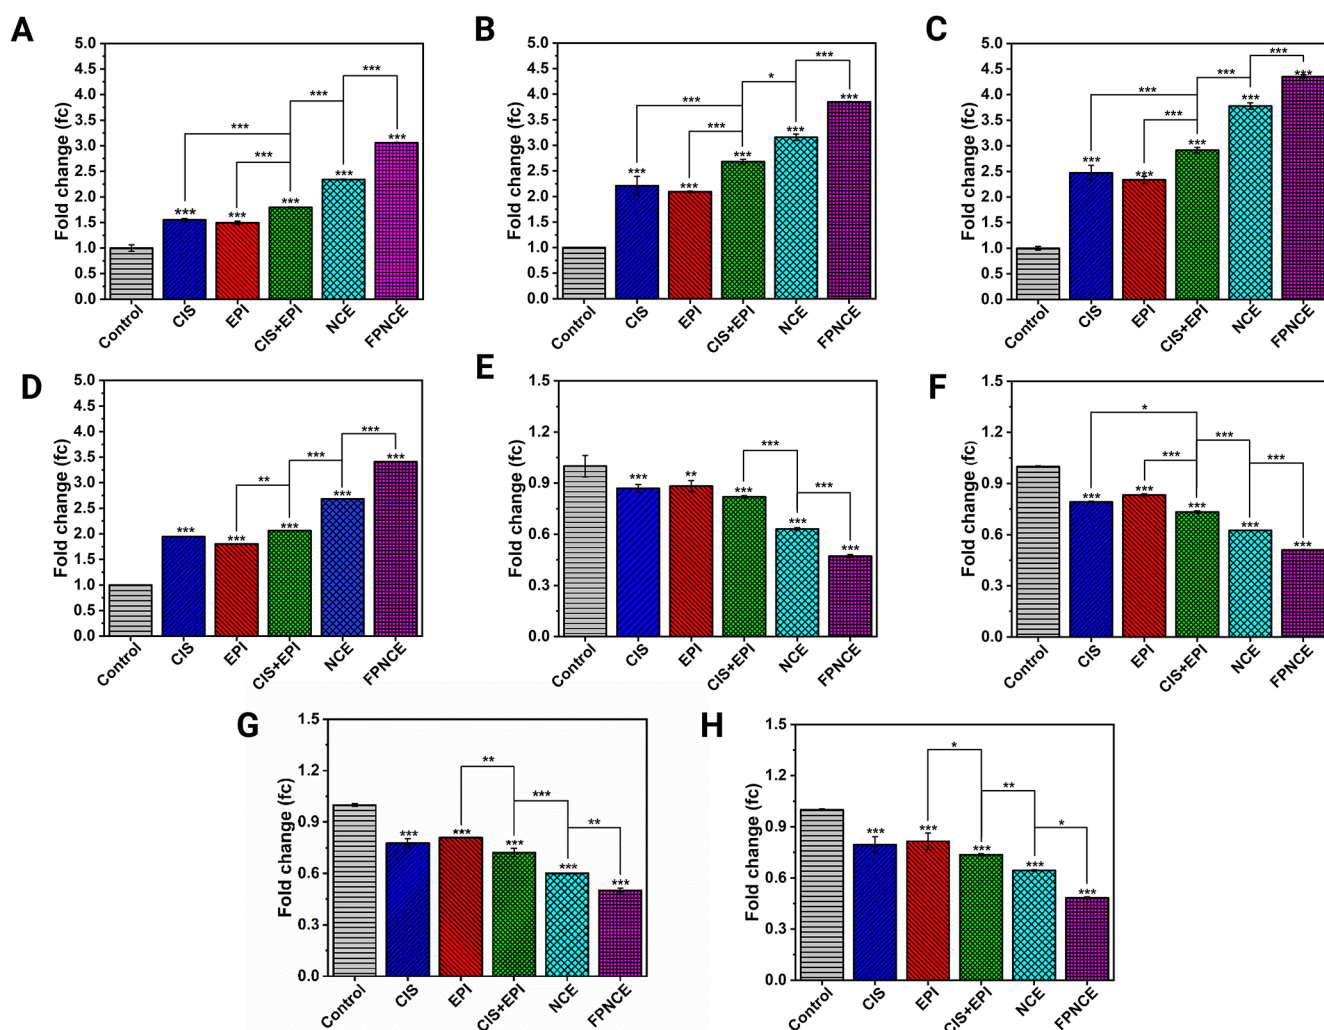 A
Fold change (fc)
5.0
4.5
4.0
3.5
3.0
2.5
2.0
1.5
1.0
0.5
0.0
***
***
***
***
***
***
***
***
***
Control
CIS
EPI
CIS+EPI
NCE
FPNCE
B
Fold change (fc)
5.0
4.5
4.0
3.5
3.0
2.5
2.0
1.5
1.0
0.5
0.0
***
*
***
***
***
***
***
***
***
Control
CIS
EPI
CIS+EPI
NCE
FPNCE
C
Fold change (fc)
5.0
4.5
4.0
3.5
3.0
2.5
2.0
1.5
1.0
0.5
0.0
***
***
***
***
***
***
***
***
***
Control
CIS
EPI
CIS+EPI
NCE
FPNCE
D
Fold change (fc)
5.0
4.5
4.0
3.5
3.0
2.5
2.0
1.5
1.0
0.5
0.0
***
***
**
***
***
***
***
***
Control
CIS
EPI
CIS+EPI
NCE
FPNCE
E
Fold change (fc)
1.5
1.2
0.9
0.6
0.3
0.0
***
***
***
**
***
***
***
Control
CIS
EPI
CIS+EPI
NCE
FPNCE
F
Fold change (fc)
1.5
1.2
0.9
0.6
0.3
0.0
*
***
***
***
***
***
***
***
***
Control
CIS
EPI
CIS+EPI
NCE
FPNCE
G
Fold change (fc)
1.5
1.2
0.9
0.6
0.3
0.0
**
***
**
***
***
***
***
***
Control
CIS
EPI
CIS+EPI
NCE
FPNCE
H
Fold change (fc)
1.5
1.2
0.9
0.6
0.3
0.0
*
**
*
***
***
***
***
***
Control
CIS
EPI
CIS+EPI
NCE
FPNCE